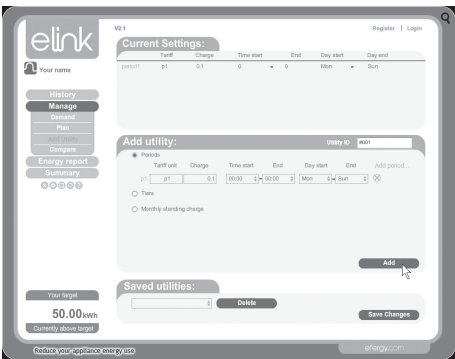 elink
V2.1
Register | Login
Your name
History
Manage
Demand
Plan
Add utility
Compare
Energy report
Summary
Your target
50.00 kWh
Currently above target
Current Settings:
Tariff Charge Time start End Day start Day end
period1 p1 0.1 0 - 0 Mon - Sun
Add utility:
Utility ID #001
Periods
Tariff unit Charge Time start End Day start End Add period...
p1 p1 0.1 00:00 - 00:00 Mon - Sun
Tiers
Monthly standing charge
Add
Saved utilities:
Delete
Save Changes
Reduce your appliance energy use
efergy.com